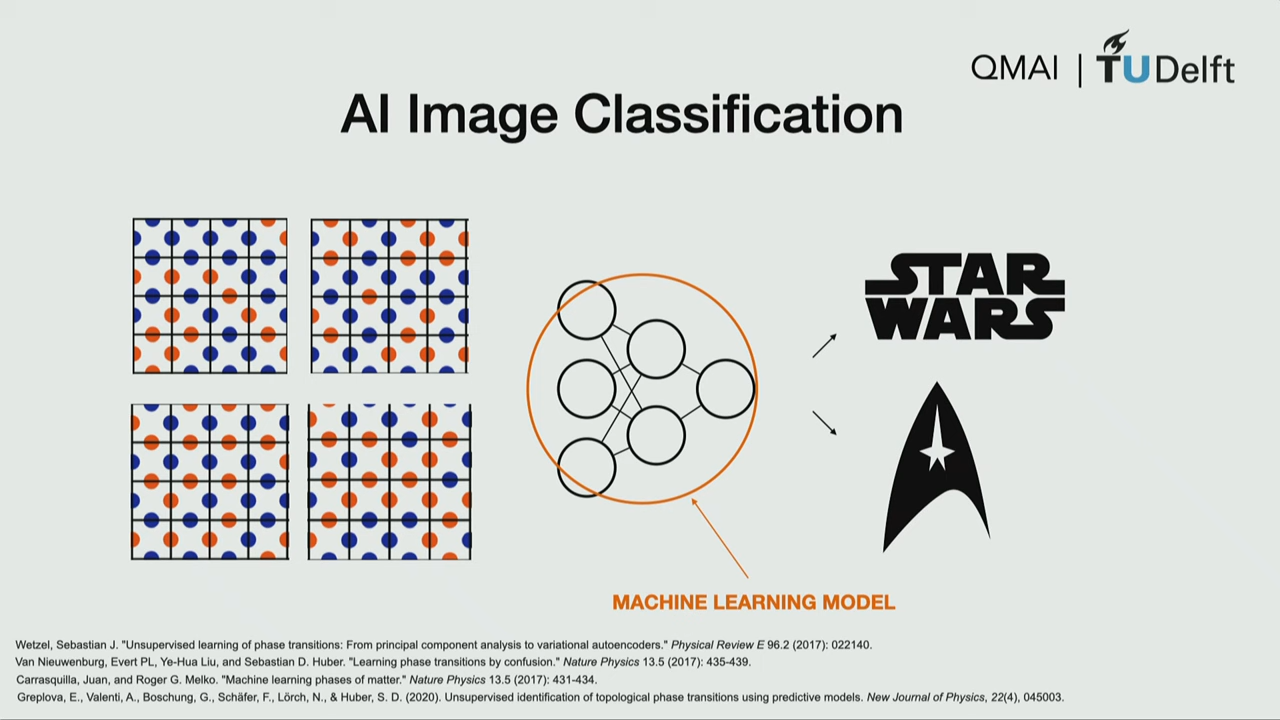 QMAI | TU Delft
AI Image Classification
STAR
WARS
MACHINE LEARNING MODEL
Wetzel, Sebastian J. "Unsupervised learning of phase transitions: From principal component analysis to variational autoencoders." Physical Review E 96.2 (2017): 022140.
Van Nieuwenburg, Evert PL, Ye-Hua Liu, and Sebastian D. Huber. "Learning phase transitions by confusion." Nature Physics 13.5 (2017): 435-439.
Carrasquilla, Juan, and Roger G. Melko. "Machine learning phases of matter." Nature Physics 13.5 (2017): 431-434.
Greplova, E., Valenti, A., Boschung, G., Schäfer, F., Lörch, N., & Huber, S. D. (2020). Unsupervised identification of topological phase transitions using predictive models. New Journal of Physics, 22(4), 045003.